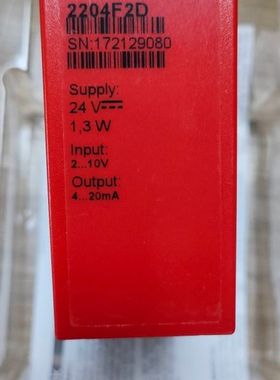 2204F2D
SN:172129080
Supply:
24 V⎓
1,3 W
Input:
2...10V
Output:
4...20mA